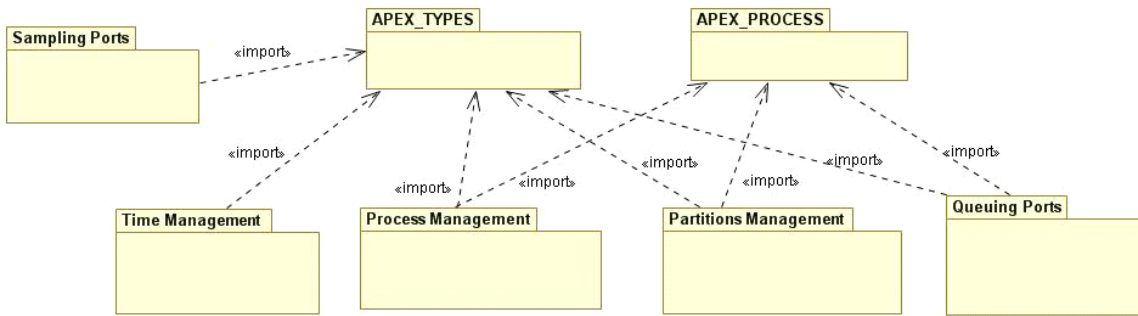 APEX_TYPES
APEX_PROCESS
Sampling Ports
«import»
«import»
«import»
«import»
«import»
«import»
«import»
«import»
Time Management
Process Management
Partitions Management
Queuing Ports